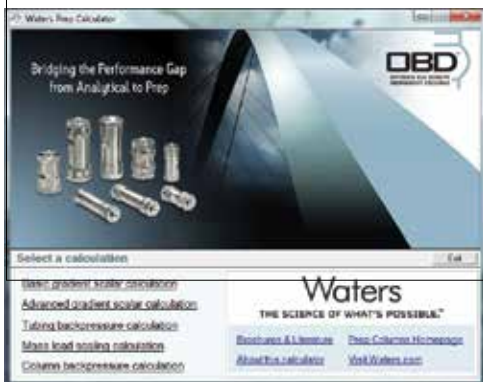 Waters Prep Calculator
Bridging the Performance Gap
from Analytical to Prep
OBD
Select a calculation
Exit
Basic gradient scalar calculation
Advanced gradient scalar calculation
Tubing backpressure calculation
Mass load scaling calculation
Column backpressure calculation
Waters
THE SCIENCE OF WHAT'S POSSIBLE.™
Brochures & Literature
Prep Columns Homepage
About this calculator
Visit Waters.com